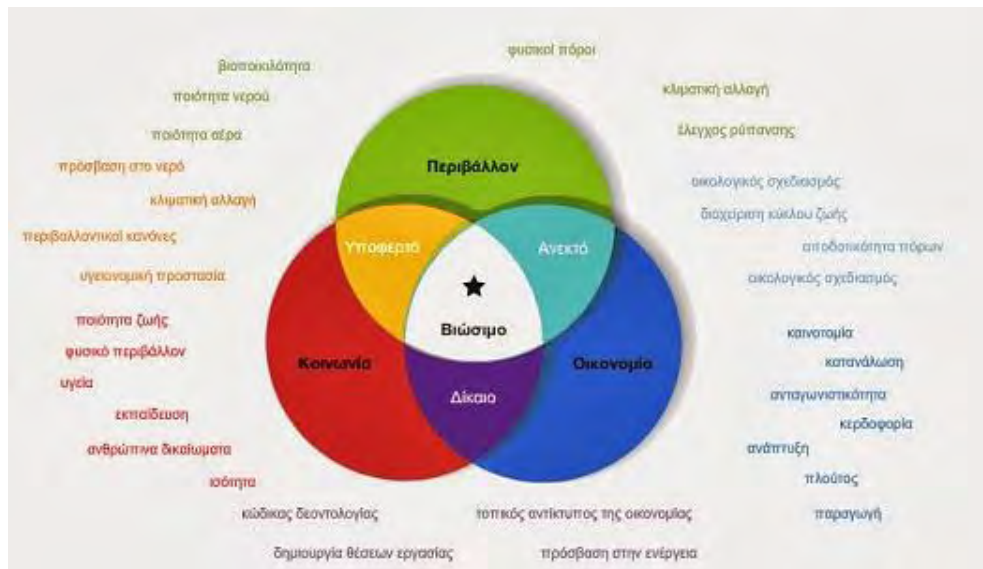 φυσικοί πόροι
βιοποικιλότητα
ποιότητα νερού
ποιότητα αέρα
κλιματική αλλαγή
έλεγχος ρύπανσης
Περιβάλλον
πρόσβαση στο νερό
κλιματική αλλαγή
περιβαλλοντικοί κανόνες
υγειονομική προστασία
οικολογικός σχεδιασμός
διαχείριση κύκλου ζωής
αποδοτικότητα πόρων
οικολογικός σχεδιασμός
Υποφερτό
Ανεκτό
Βιώσιμο
Κοινωνία
Οικονομία
Δίκαιο
ποιότητα ζωής
φυσικό περιβάλλον
υγεία
εκπαίδευση
ανθρώπινα δικαίωματα
ισότητα
καινοτομία
κατανάλωση
ανταγωνιστικότητα
κερδοφορία
ανάπτυξη
πλούτος
παραγωγή
κώδικας δεοντολογίας
τοπικός αντίκτυπος της οικονομίας
δημιουργία θέσεων εργασίας
πρόσβαση στην ενέργεια